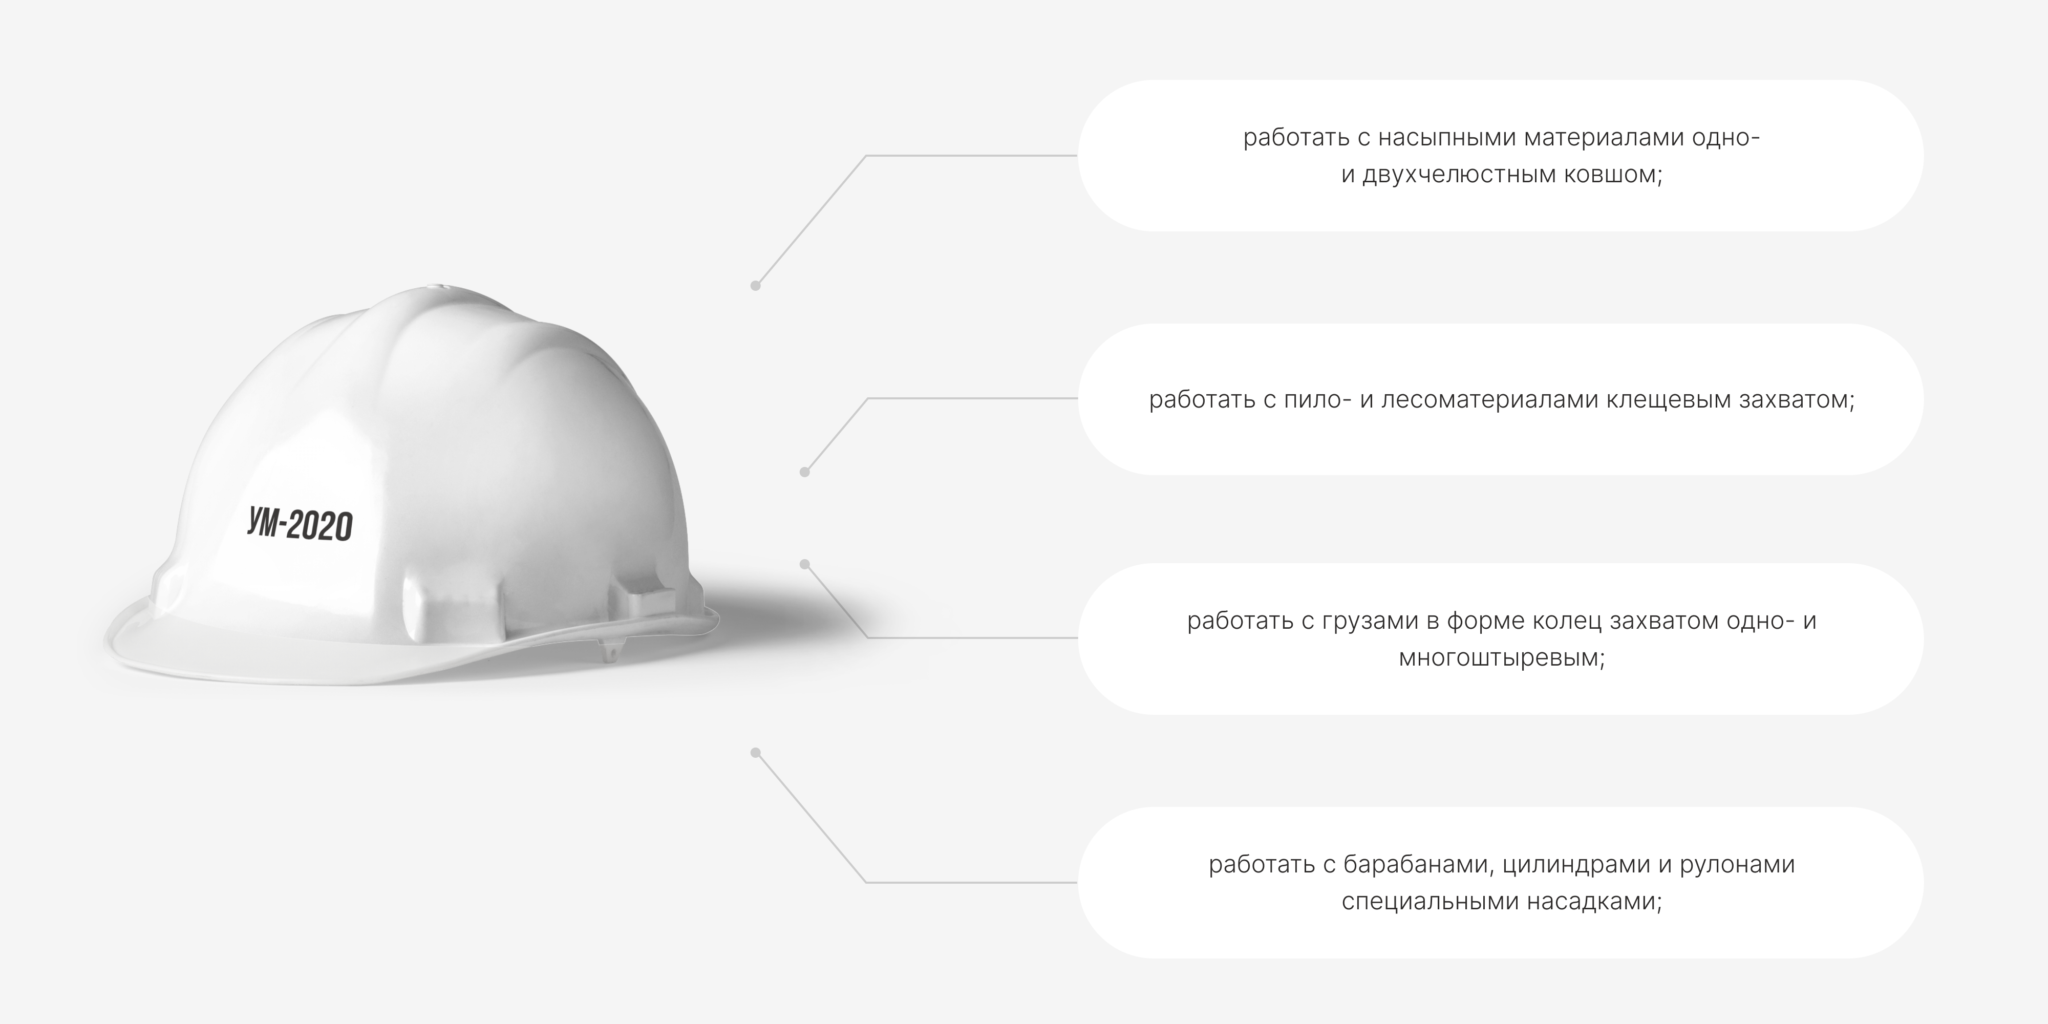 УМ-2020
работать с насыпными материалами одно-
и двухчелюстным ковшом;
работать с пило- и лесоматериалами клещевым захватом;
работать с грузами в форме колец захватом одно- и
многоштыревым;
работать с барабанами, цилиндрами и рулонами
специальными насадками;